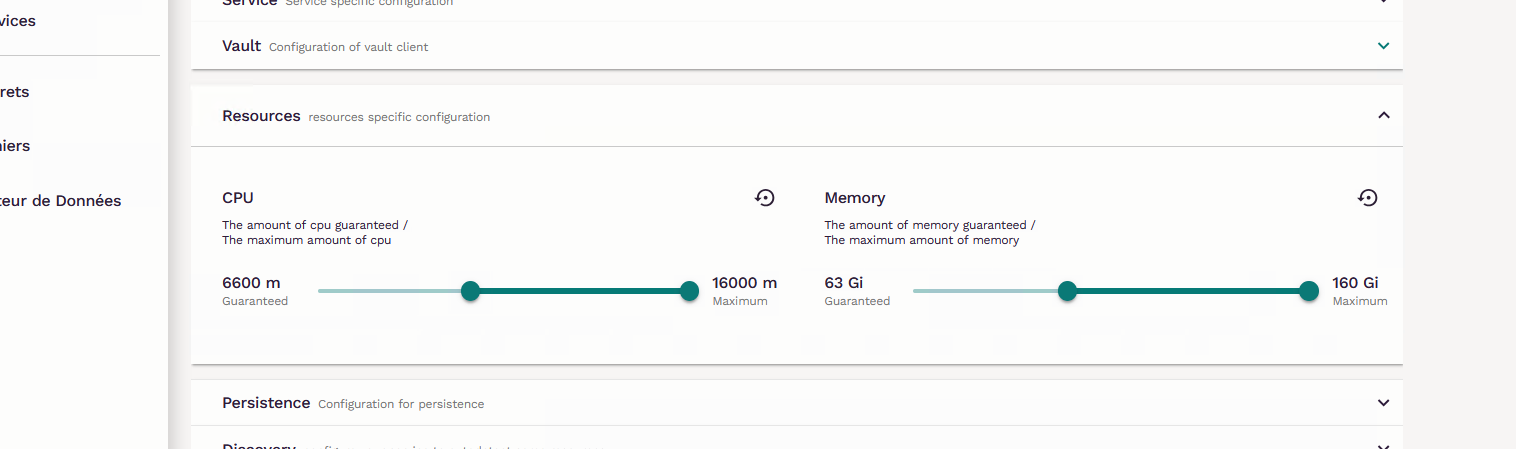 Service Service specific configuration
vices
Vault Configuration of vault client
rets
Resources resources specific configuration
niers
CPU
Memory
teur de Données
The amount of cpu guaranteed /
The maximum amount of cpu
The amount of memory guaranteed /
The maximum amount of memory
6600 m
Guaranteed
16000 m
Maximum
63 Gi
Guaranteed
160 Gi
Maximum
Persistence Configuration for persistence
Discovery